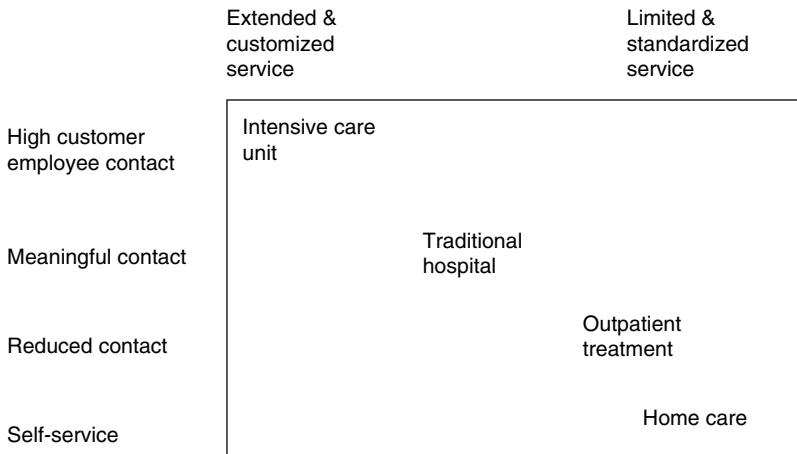 Extended &
customized
service
Limited &
standardized
service
High customer
employee contact
Intensive care
unit
Meaningful contact
Traditional
hospital
Reduced contact
Outpatient
treatment
Self-service
Home care